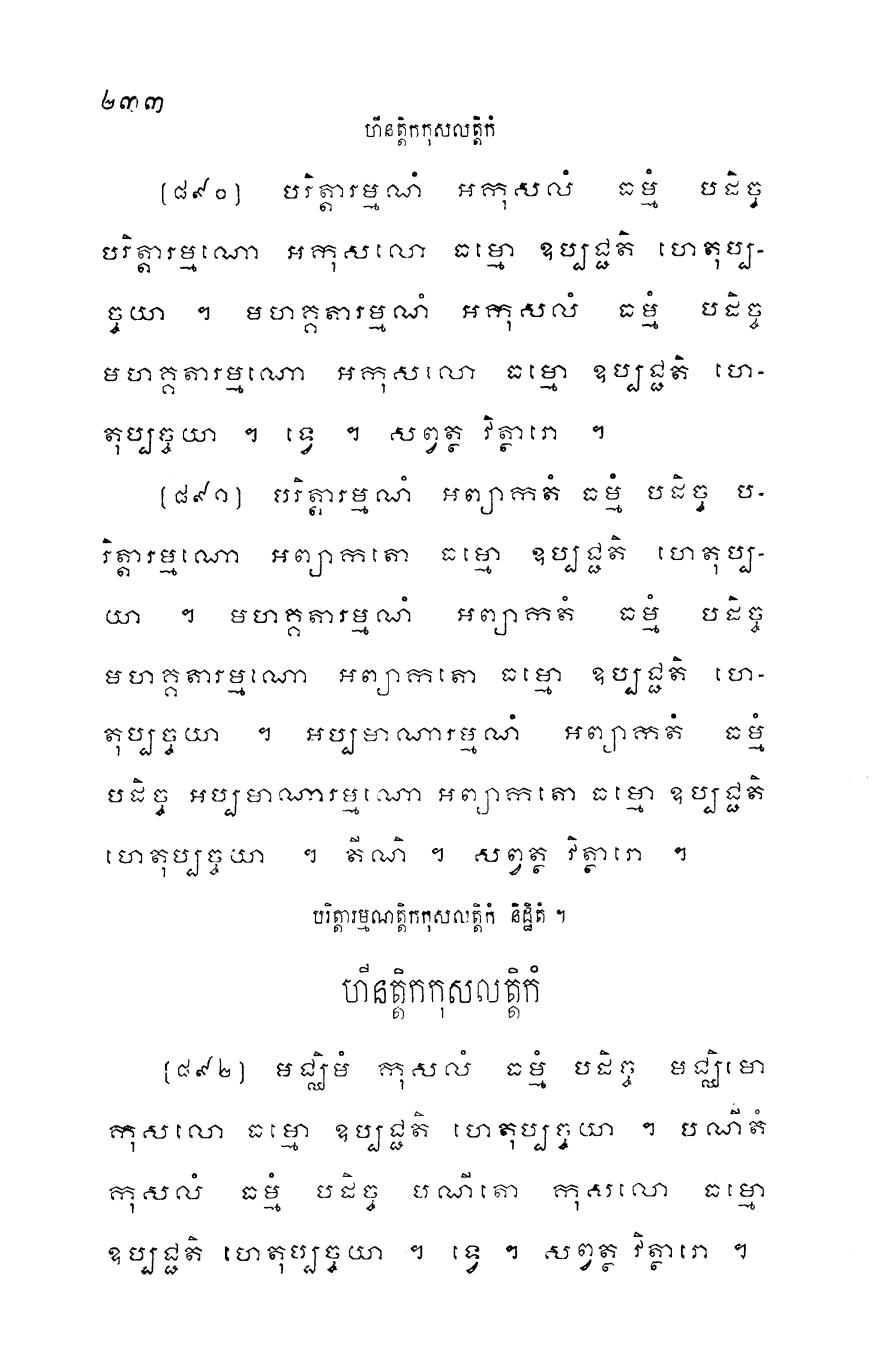 ២៣៣
ហីនត្តិកកុសលត្តិកំ
[៨៩០] បរិត្តារម្មណំ អកុសលំ ធម្មំ បដិច្ច
បរិត្តារម្មណោ អកុសលោ ធម្មោ ឧប្បជ្ជតិ ហេតុប្ប-
ច្ចយា ។ មហគ្គតារម្មណំ អកុសលំ ធម្មំ បដិច្ច
មហគ្គតារម្មណោ អកុសលោ ធម្មោ ឧប្បជ្ជតិ ហេ-
តុប្បច្ចយា ។ ទ្វេ ។ សព្វត្ថ វិត្ថារោ ។
[៨៩១] បរិត្តារម្មណំ អព្យាកតំ ធម្មំ បដិច្ច ប-
រិត្តារម្មណោ អព្យាកតោ ធម្មោ ឧប្បជ្ជតិ ហេតុប្ប-
យា ។ មហគ្គតារម្មណំ អព្យាកតំ ធម្មំ បដិច្ច
មហគ្គតារម្មណោ អព្យាកតោ ធម្មោ ឧប្បជ្ជតិ ហេ-
តុប្បច្ចយា ។ អប្បមាណារម្មណំ អព្យាកតំ ធម្មំ
បដិច្ច អប្បមាណារម្មណោ អព្យាកតោ ធម្មោ ឧប្បជ្ជតិ
ហេតុប្បច្ចយា ។ តីណិ ។ សព្វត្ថ វិត្ថារោ ។
បរិត្តារម្មណត្តិកកុសលត្តិកំ និដ្ឋិតំ ។
ហីនត្តិកកុសលត្តិកំ
[៨៩២] មជ្ឈិមំ កុសលំ ធម្មំ បដិច្ច មជ្ឈិមោ
កុសលោ ធម្មោ ឧប្បជ្ជតិ ហេតុប្បច្ចយា ។ បណីតំ
កុសលំ ធម្មំ បដិច្ច បណីតោ កុសលោ ធម្មោ
ឧប្បជ្ជតិ ហេតុប្បច្ចយា ។ ទ្វេ ។ សព្វត្ថ វិត្ថារោ ។